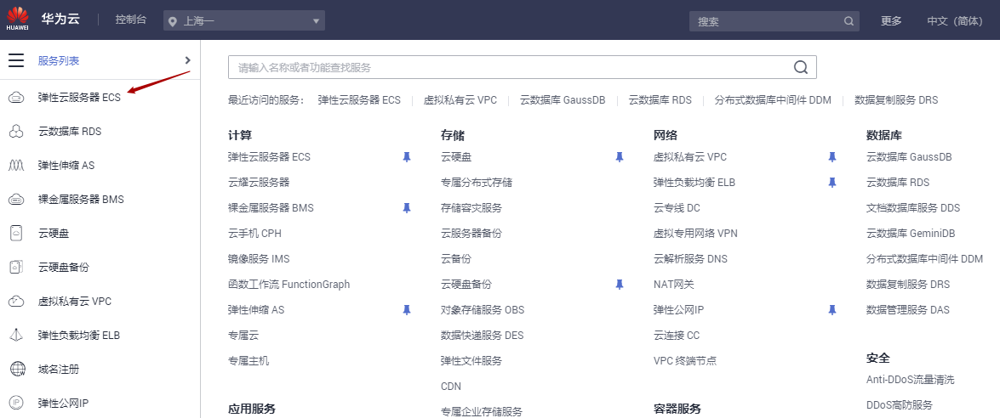 HUAWEI 华为云 控制台 上海一 搜索 更多 中文（简体）
服务列表
弹性云服务器 ECS
云数据库 RDS
弹性伸缩 AS
裸金属服务器 BMS
云硬盘
云硬盘备份
虚拟私有云 VPC
弹性负载均衡 ELB
域名注册
IP 弹性公网IP
请输入名称或者功能查找服务
最近访问的服务： 弹性云服务器 ECS 虚拟私有云 VPC 云数据库 GaussDB 云数据库 RDS 分布式数据库中间件 DDM 数据复制服务 DRS
计算
弹性云服务器 ECS
云耀云服务器
裸金属服务器 BMS
云手机 CPH
镜像服务 IMS
函数工作流 FunctionGraph
弹性伸缩 AS
专属云
专属主机
应用服务
存储
云硬盘
专属分布式存储
存储容灾服务
云服务器备份
云备份
云硬盘备份
对象存储服务 OBS
数据快递服务 DES
弹性文件服务
CDN
专属企业存储服务
网络
虚拟私有云 VPC
弹性负载均衡 ELB
云专线 DC
虚拟专用网络 VPN
云解析服务 DNS
NAT网关
弹性公网IP
云连接 CC
VPC 终端节点
容器服务
数据库
云数据库 GaussDB
云数据库 RDS
文档数据库服务 DDS
云数据库 GeminiDB
分布式数据库中间件 DDM
数据复制服务 DRS
数据管理服务 DAS
安全
Anti-DDoS流量清洗
DDoS高防服务